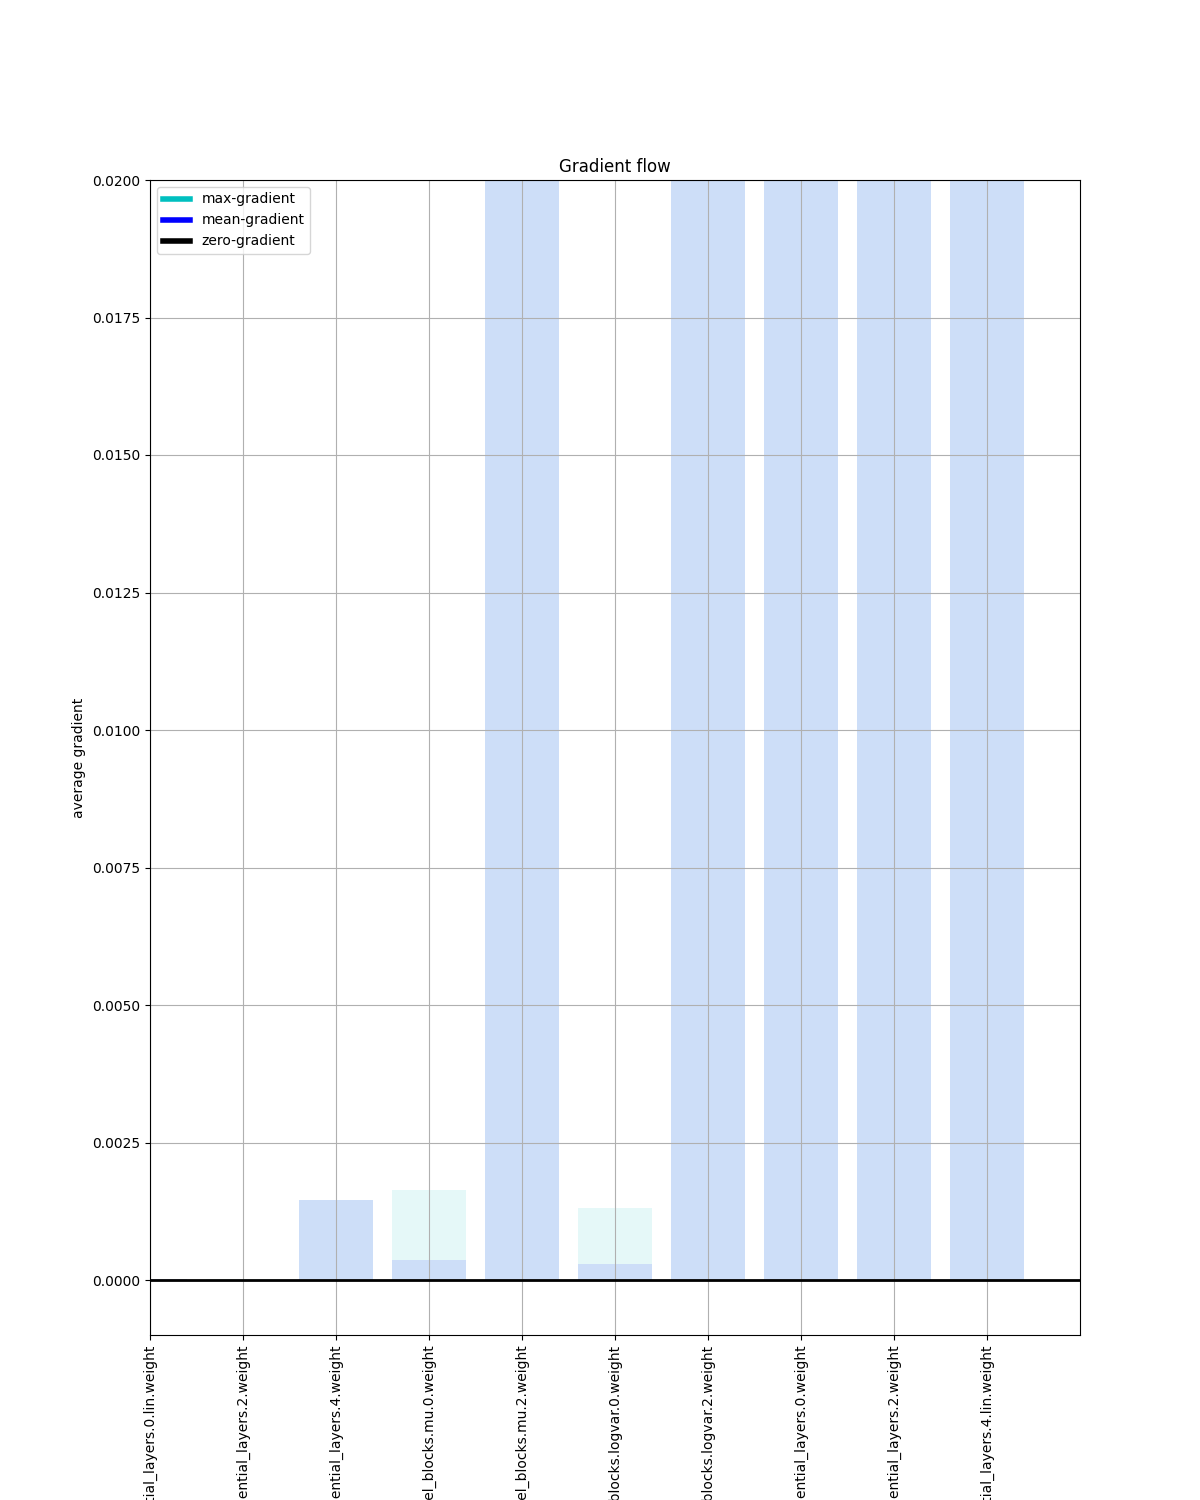 Gradient flow
max-gradient
mean-gradient
zero-gradient
0.0200
0.0175
0.0150
0.0125
0.0100
0.0075
0.0050
0.0025
0.0000
average gradient
tial_layers.0.lin.weight
ential_layers.2.weight
ential_layers.4.weight
el_blocks.mu.0.weight
el_blocks.mu.2.weight
blocks.logvar.0.weight
blocks.logvar.2.weight
ential_layers.0.weight
ential_layers.2.weight
tial_layers.4.lin.weight